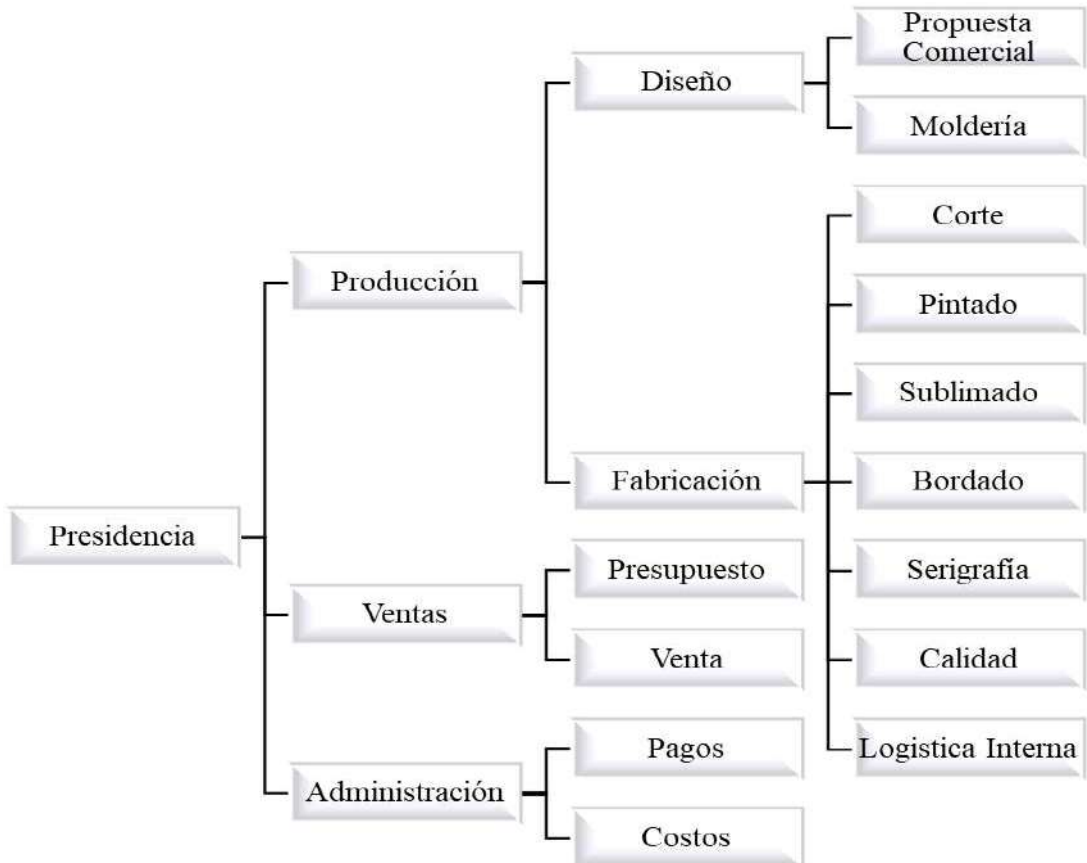 Presidencia
Producción
Diseño
Propuesta
Comercial
Moldería
Fabricación
Corte
Pintado
Sublimado
Bordado
Serigrafía
Calidad
Logistica Interna
Ventas
Presupuesto
Venta
Administración
Pagos
Costos